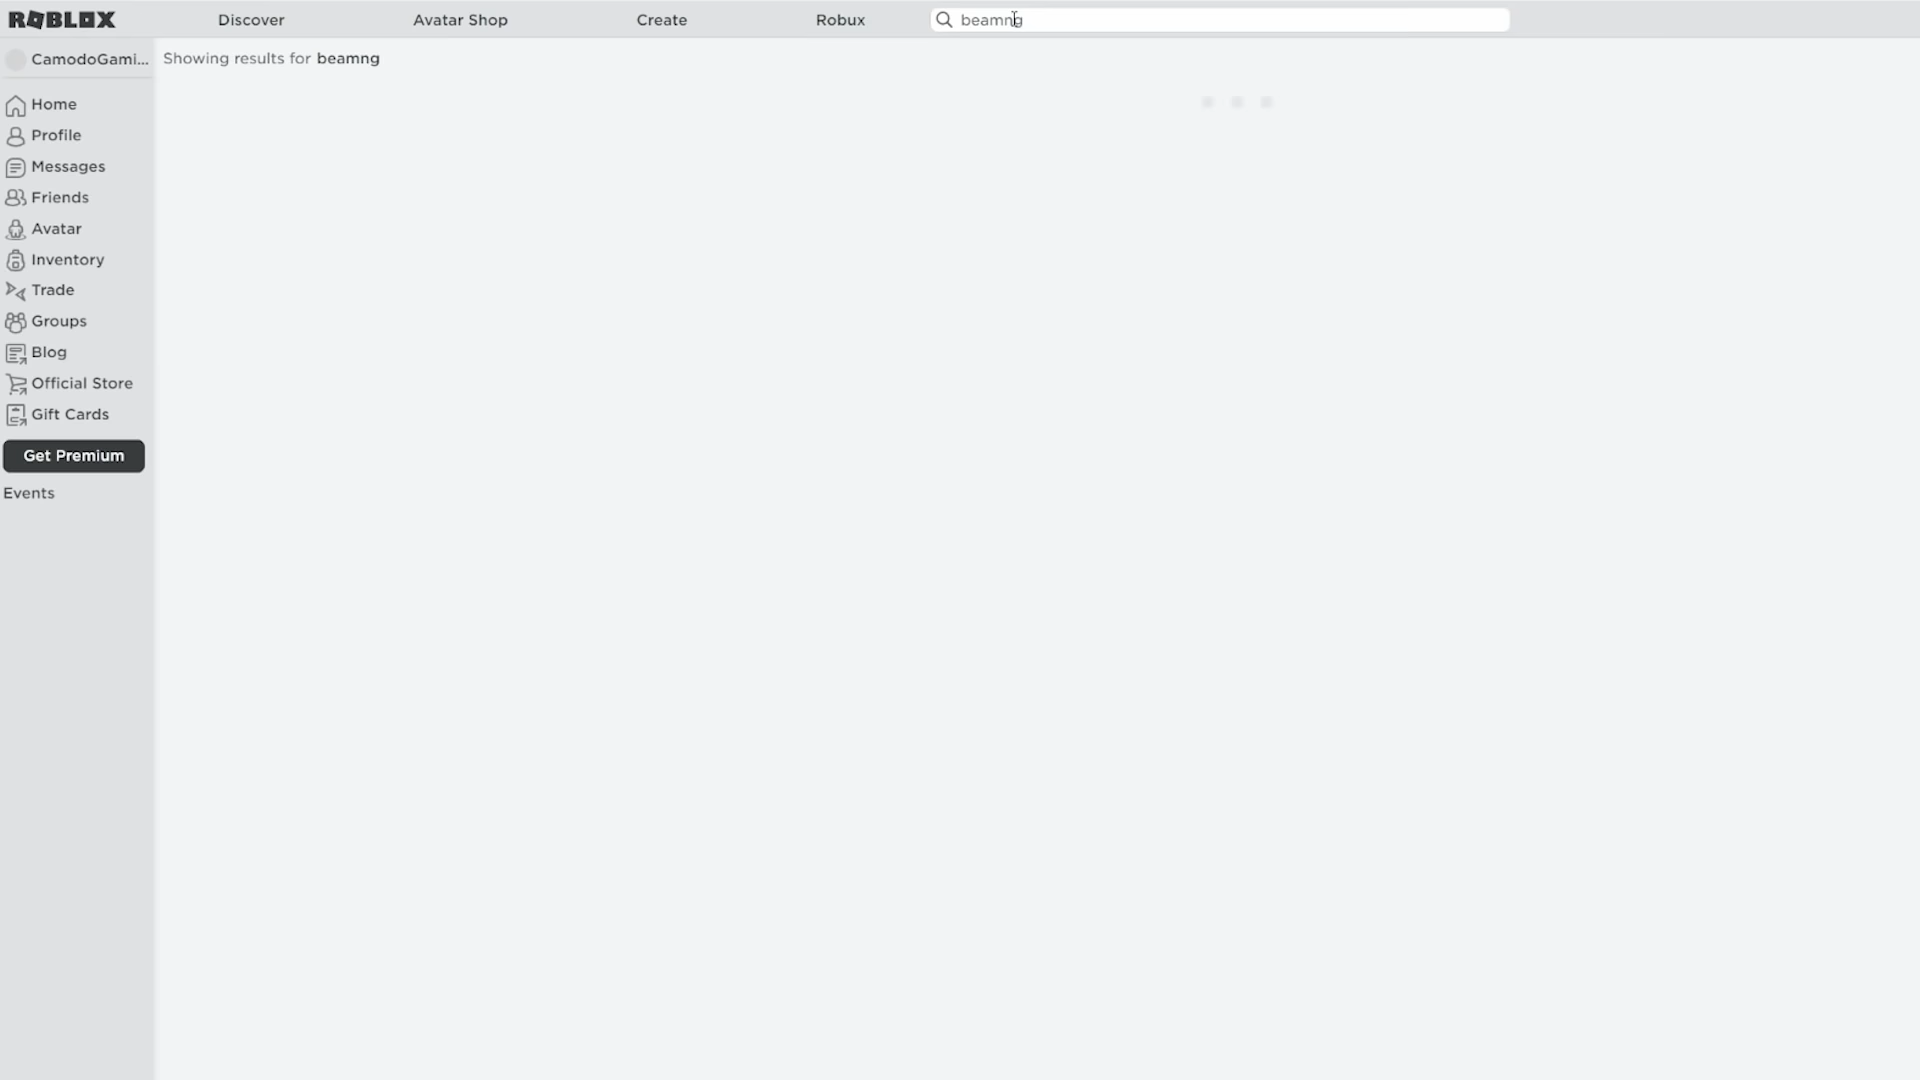 ROBLOX
Discover
Avatar Shop
Create
Robux
beamng
CamodoGami...
Showing results for beamng
Home
Profile
Messages
Friends
Avatar
Inventory
Trade
Groups
Blog
Official Store
Gift Cards
Get Premium
Events